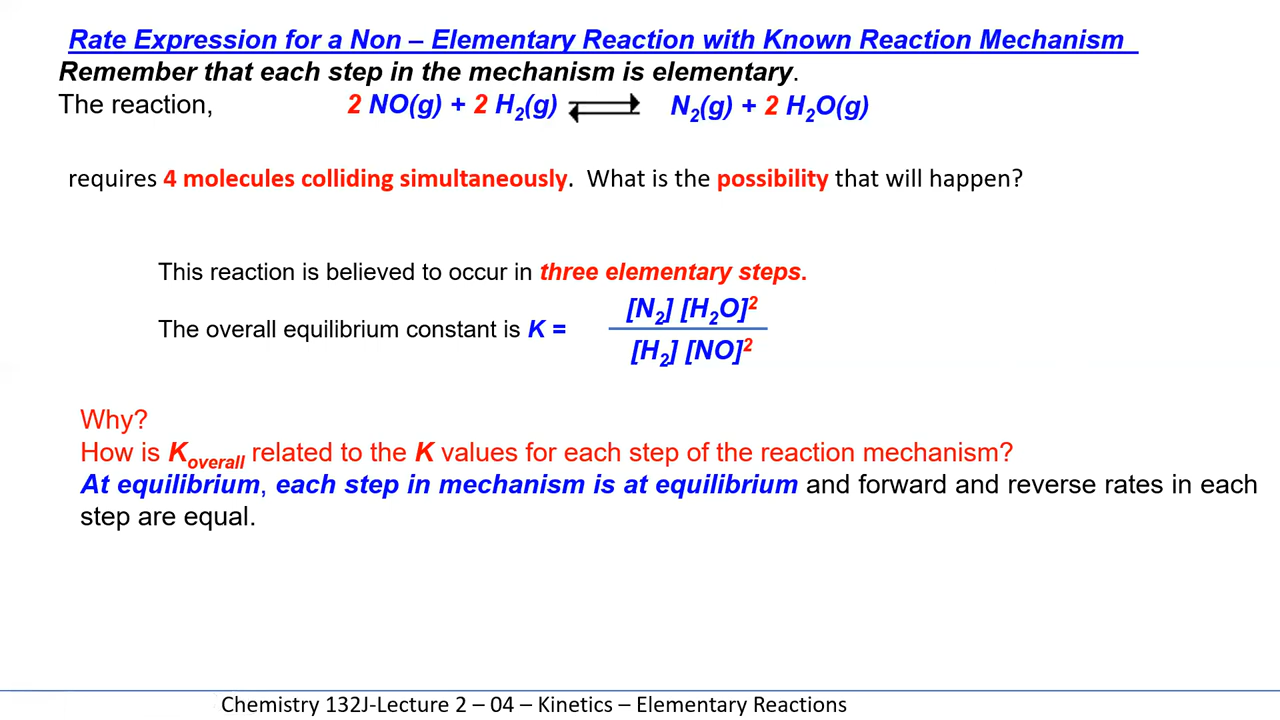 Rate Expression for a Non – Elementary Reaction with Known Reaction Mechanism
Remember that each step in the mechanism is elementary.
The reaction, 2 NO(g) + 2 H₂(g) ⇌ N₂(g) + 2 H₂O(g)
requires 4 molecules colliding simultaneously. What is the possibility that will happen?
This reaction is believed to occur in three elementary steps.
[N₂] [H₂O]²
The overall equilibrium constant is K =
[H₂] [NO]²
Why?
How is Koverall related to the K values for each step of the reaction mechanism?
At equilibrium, each step in mechanism is at equilibrium and forward and reverse rates in each
step are equal.
Chemistry 132J-Lecture 2 – 04 – Kinetics – Elementary Reactions